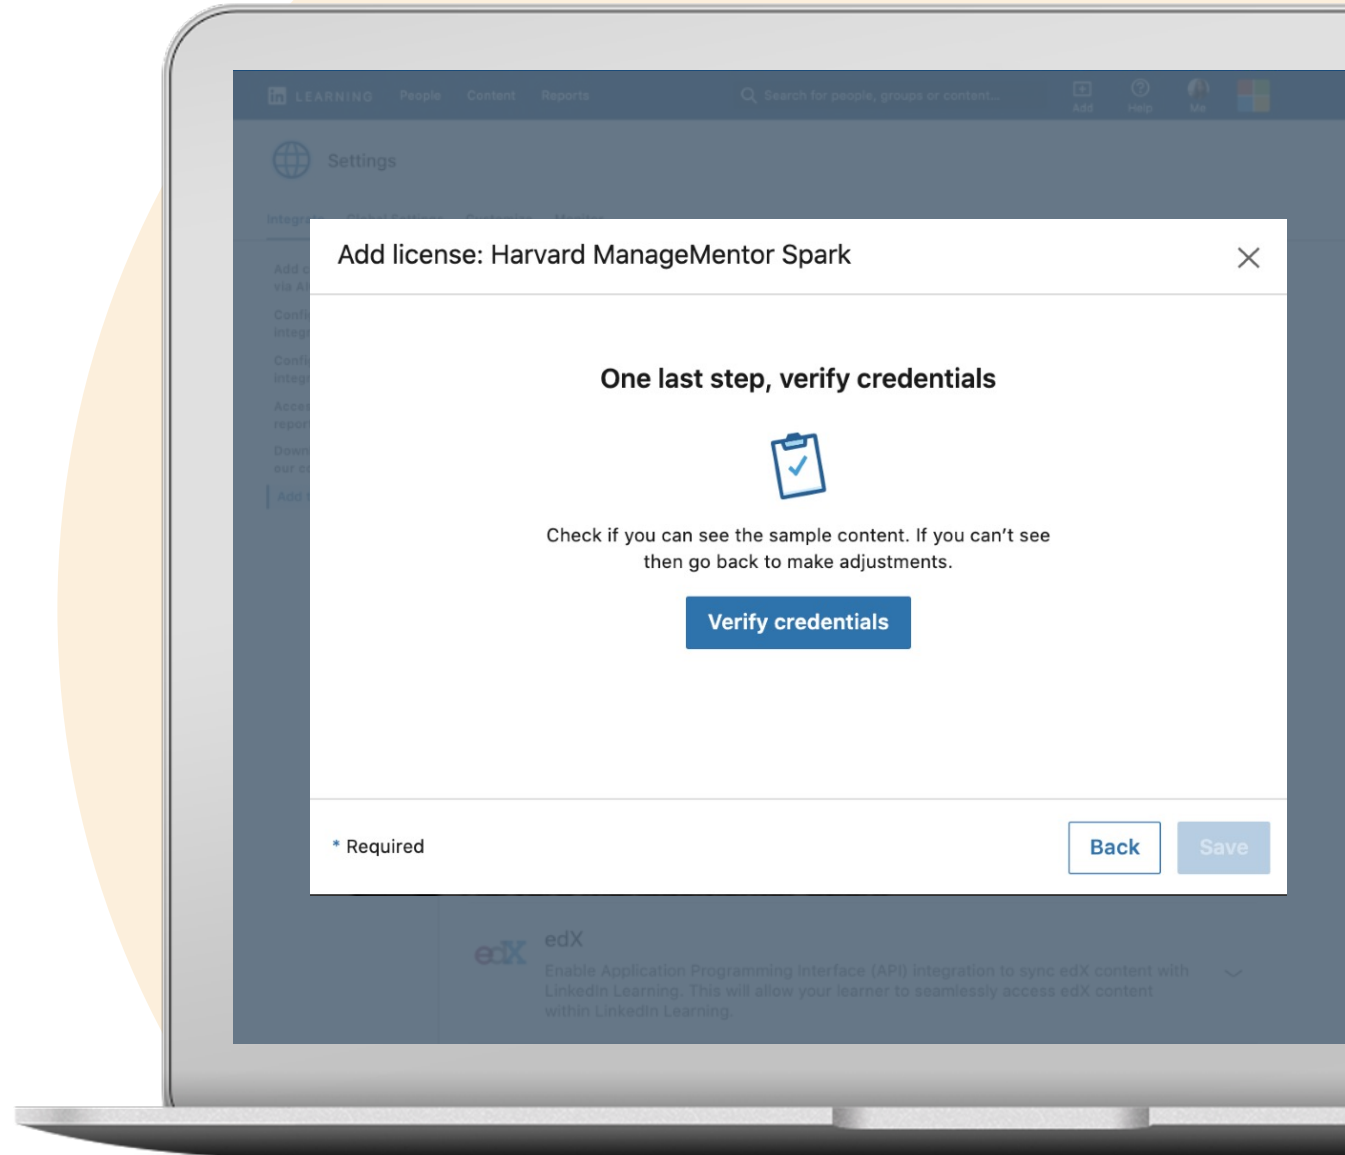 in LEARNING People Content Reports Search for people, groups or content... Add Help Me
Settings
Add license: Harvard ManageMentor Spark
One last step, verify credentials
Check if you can see the sample content. If you can’t see
then go back to make adjustments.
Verify credentials
* Required
Back Save
edX edX
Enable Application Programming Interface (API) integration to sync edX content with
LinkedIn Learning. This will allow your learner to seamlessly access edX content
within LinkedIn Learning.